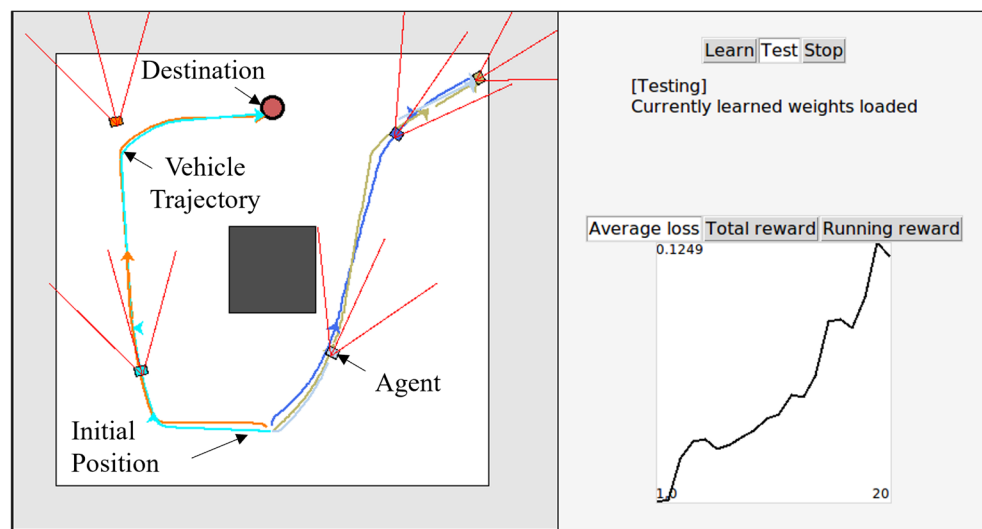 Destination
Vehicle
Trajectory
Agent
Initial
Position
Learn Test Stop
[Testing]
Currently learned weights loaded
Average loss Total reward Running reward
0.1249
1,0 20